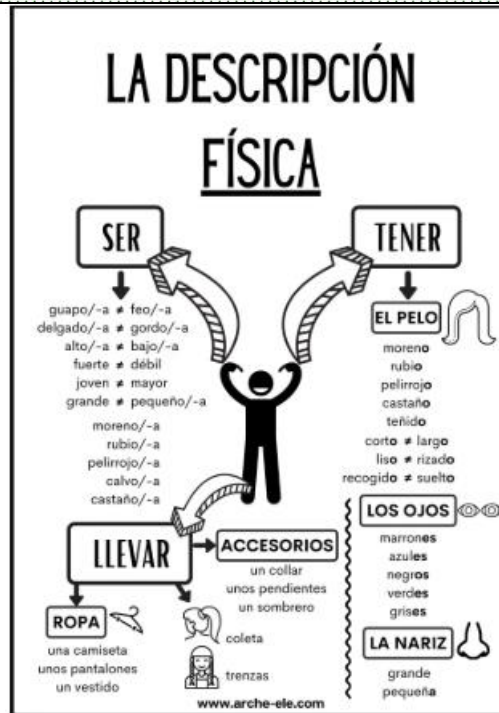 LA DESCRIPCIÓN
FÍSICA
SER
guapo/-a ≠ feo/-a
delgado/-a ≠ gordo/-a
alto/-a ≠ bajo/-a
fuerte ≠ débil
joven ≠ mayor
grande ≠ pequeño/-a
moreno/-a
rubio/-a
pelirrojo/-a
calvo/-a
castaño/-a
TENER
EL PELO
moreno
rubio
pelirrojo
castaño
teñido
corto ≠ largo
liso ≠ rizado
recogido ≠ suelto
LOS OJOS
marrones
azules
negros
verdes
grises
LA NARIZ
grande
pequeña
LLEVAR
ACCESORIOS
un collar
unos pendientes
un sombrero
ROPA
una camiseta
unos pantalones
un vestido
coleta
trenzas
www.arche-ele.com